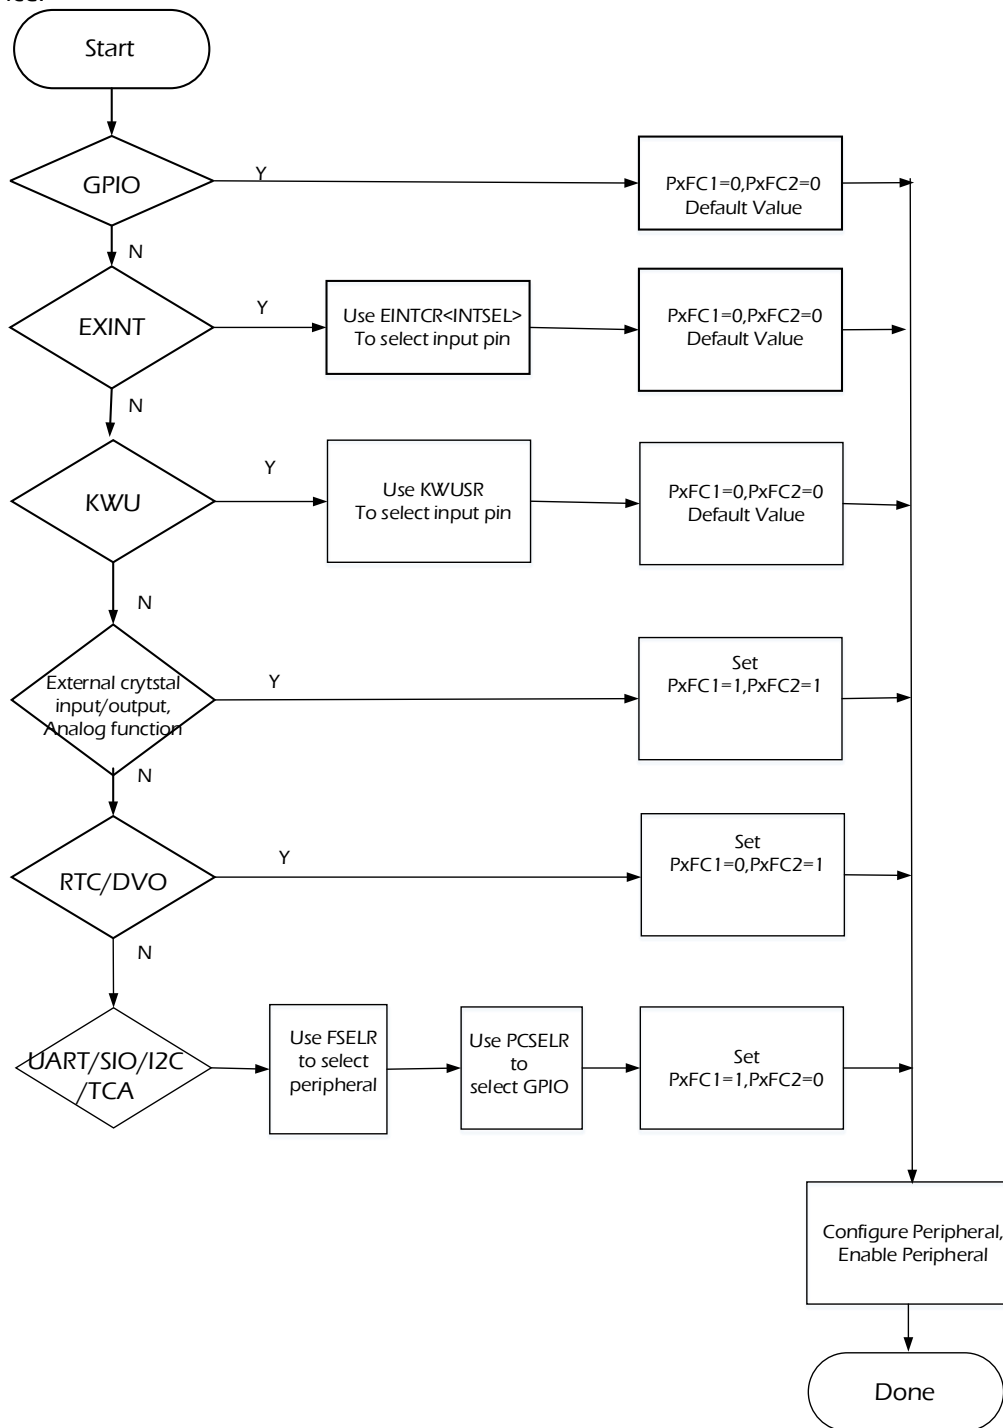 Start
GPIO
Y
PxFC1=0,PxFC2=0
Default Value
N
EXINT
Y
Use EINTCR<INTSEL>
To select input pin
PxFC1=0,PxFC2=0
Default Value
N
KWU
Y
Use KWUSR
To select input pin
PxFC1=0,PxFC2=0
Default Value
N
External crytstal
input/output,
Analog function
Y
Set
PxFC1=1,PxFC2=1
N
RTC/DVO
Y
Set
PxFC1=0,PxFC2=1
N
UART/SIO/I2C
/TCA
Use FSELR
to select
peripheral
Use PCSELR
to
select GPIO
Set
PxFC1=1,PxFC2=0
Configure Peripheral,
Enable Peripheral
Done